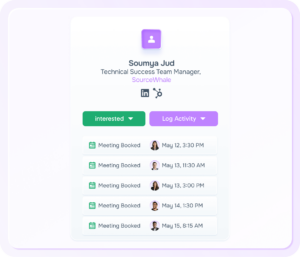 Soumya Jud
Technical Success Team Manager,
SourceWhale
Interested
Log Activity
Meeting Booked May 12, 3:30 PM
Meeting Booked May 13, 11:30 AM
Meeting Booked May 13, 3:00 PM
Meeting Booked May 14, 1:30 PM
Meeting Booked May 15, 8:15 AM